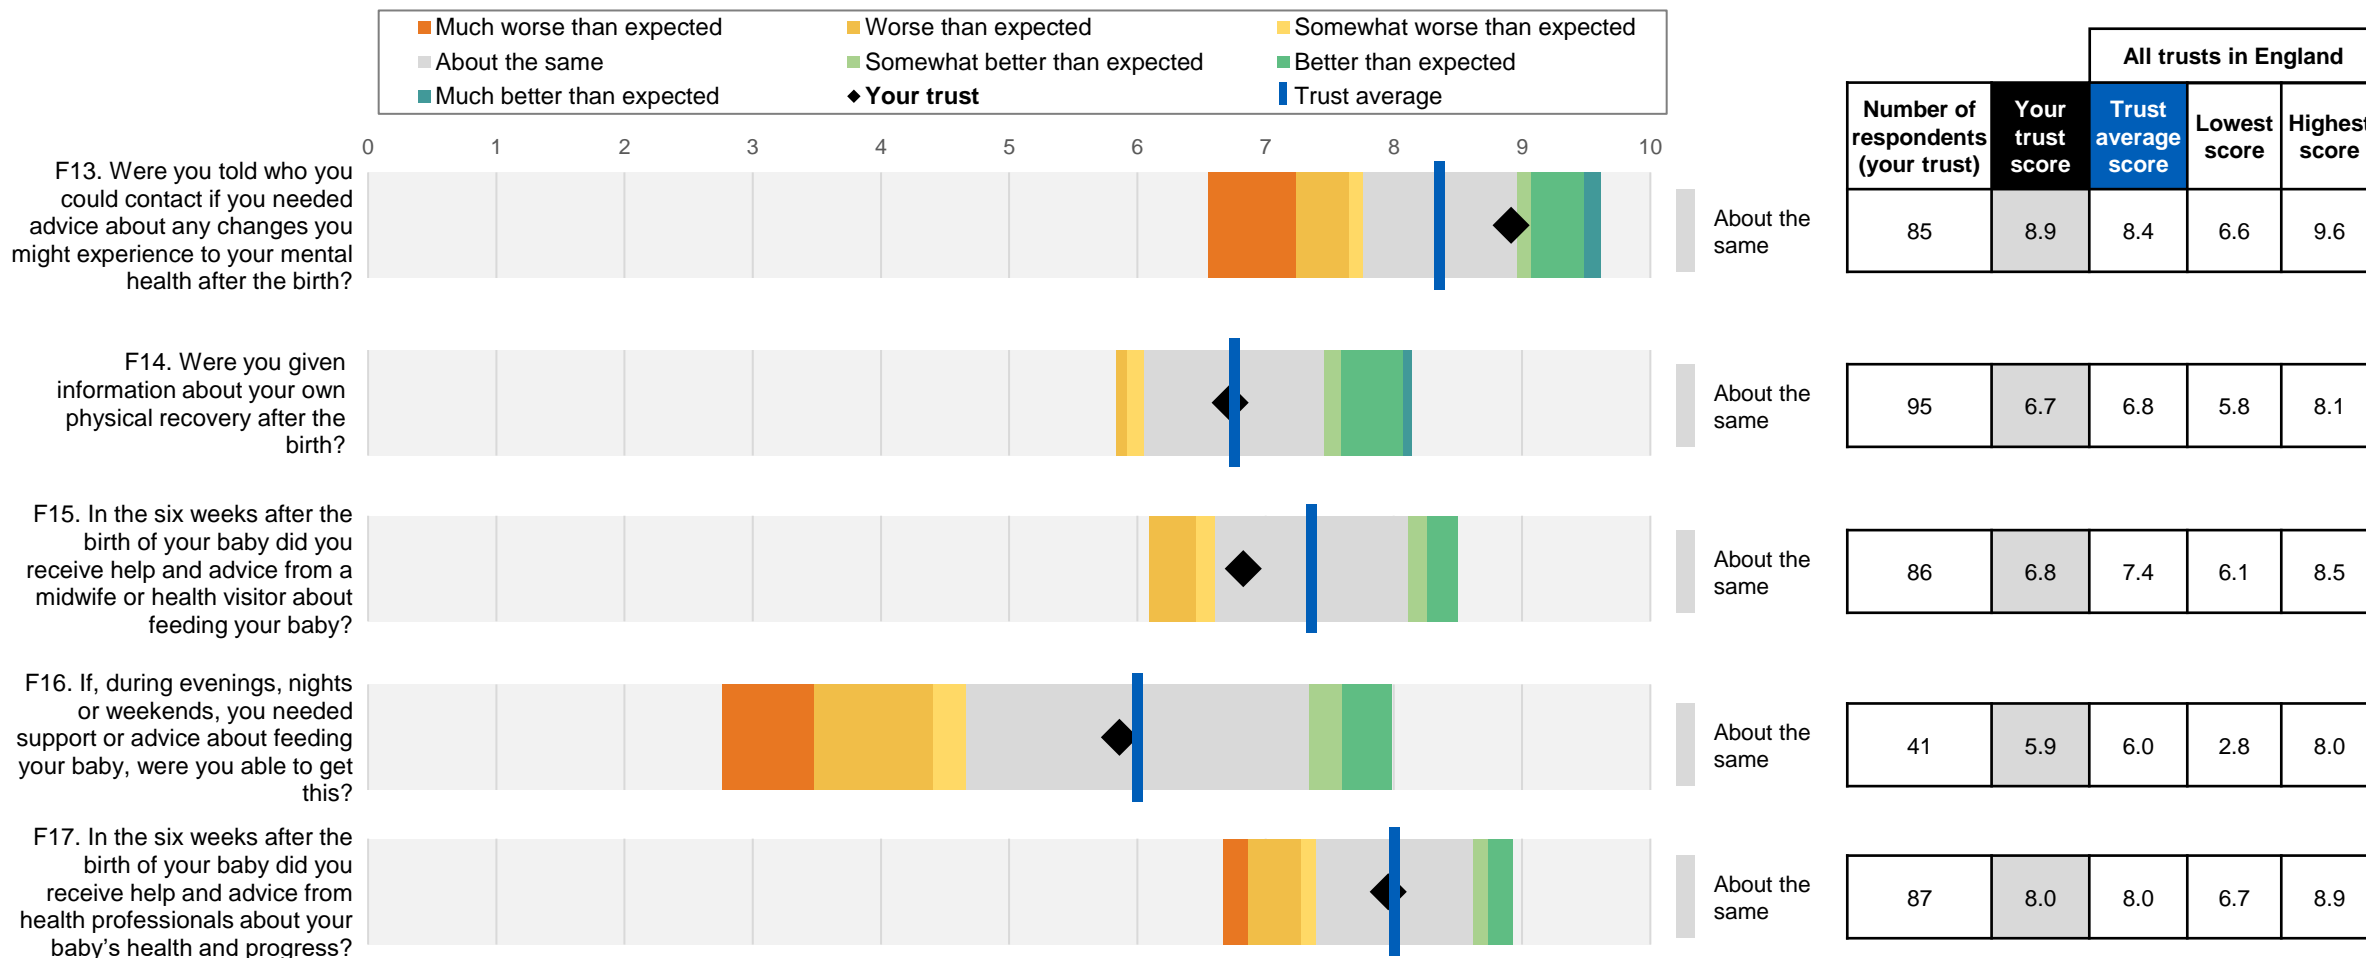 Much worse than expected
Worse than expected
Somewhat worse than expected
About the same
Somewhat better than expected
Better than expected
Much better than expected
Your trust
Trust average
All trusts in England
Number of
respondents
(your trust)
Your
trust
score
Trust
average
score
Lowest
score
Highest
score
0 1 2 3 4 5 6 7 8 9 10
F13. Were you told who you
could contact if you needed
advice about any changes you
might experience to your mental
health after the birth?
About the
same
85 8.9 8.4 6.6 9.6
F14. Were you given
information about your own
physical recovery after the
birth?
About the
same
95 6.7 6.8 5.8 8.1
F15. In the six weeks after the
birth of your baby did you
receive help and advice from a
midwife or health visitor about
feeding your baby?
About the
same
86 6.8 7.4 6.1 8.5
F16. If, during evenings, nights
or weekends, you needed
support or advice about feeding
your baby, were you able to get
this?
About the
same
41 5.9 6.0 2.8 8.0
F17. In the six weeks after the
birth of your baby did you
receive help and advice from
health professionals about your
baby's health and progress?
About the
same
87 8.0 8.0 6.7 8.9